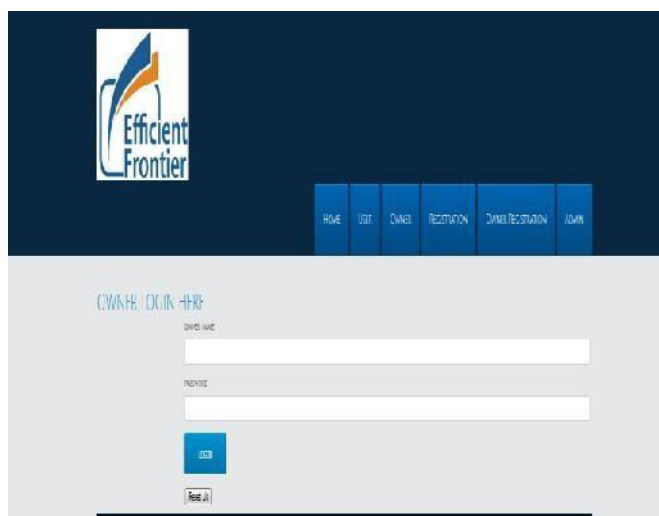 Efficient
Frontier
HOME USER OWNER REGISTRATION OWNER REGISTRATION ADMIN
OWNER LOGIN HERE
OWNER NAME
PASSWORD
LOGIN
Reset